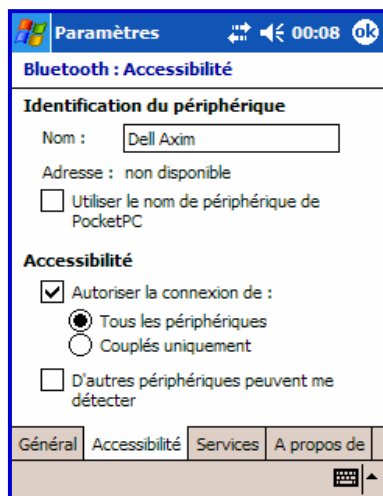 Paramètres 00:08 ok
Bluetooth : Accessibilité
Identification du périphérique
Nom : Dell Axim
Adresse : non disponible
Utiliser le nom de périphérique de
PocketPC
Accessibilité
Autoriser la connexion de :
Tous les périphériques
Couplés uniquement
D'autres périphériques peuvent me
détecter
Général Accessibilité Services A propos de